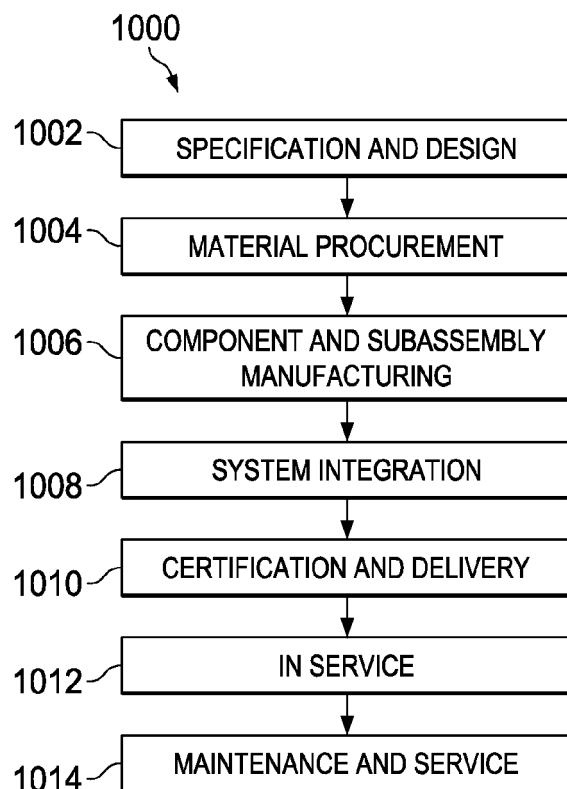 1000
1002 SPECIFICATION AND DESIGN
1004 MATERIAL PROCUREMENT
1006 COMPONENT AND SUBASSEMBLY
MANUFACTURING
1008 SYSTEM INTEGRATION
1010 CERTIFICATION AND DELIVERY
1012 IN SERVICE
1014 MAINTENANCE AND SERVICE